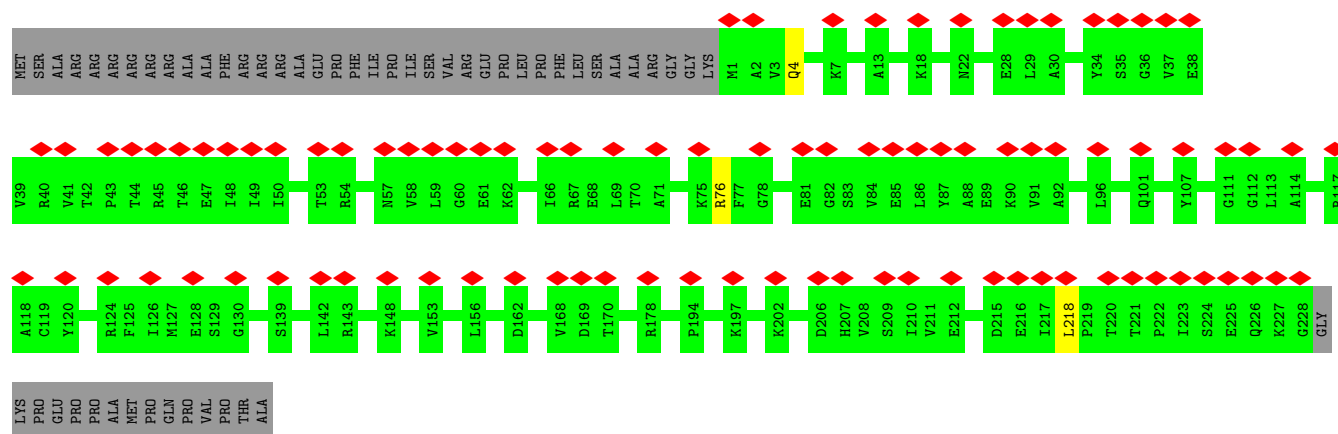 MET SER ALA ARG ARG ARG ARG ARG ARG ARG ALA ALA PHE ARG ARG ARG ALA GLU PRO PHE ILE PRO ILE SER VAL ARG GLU PRO LEU PRO PHE LEU SER ALA ALA ARG GLY GLY LYS M1 A2 V3 Q4 K7 A13 K18 N22 E28 L29 A30 Y34 S35 G36 V37 E38
V39 R40 V41 T42 P43 T44 R45 T46 E47 I48 I49 I50 T53 R54 N57 V58 L59 G60 E61 K62 I66 R67 E68 L69 T70 A71 K75 R76 F77 G78 E81 G82 S83 V84 E85 L86 Y87 A88 E89 K90 V91 A92 L96 Q101 Y107 G111 G112 L113 A114 R117
A118 C119 Y120 R124 F125 I126 M127 E128 S129 G130 S139 L142 R143 K148 V153 L156 D162 V168 D169 T170 R178 P194 K197 K202 D206 H207 V208 S209 I210 V211 E212 D215 E216 I217 L218 P219 T220 T221 P222 I223 S224 E225 Q226 K227 G228 GLY
LYS PRO GLU PRO PRO ALA MET PRO GLN PRO VAL PRO THR ALA